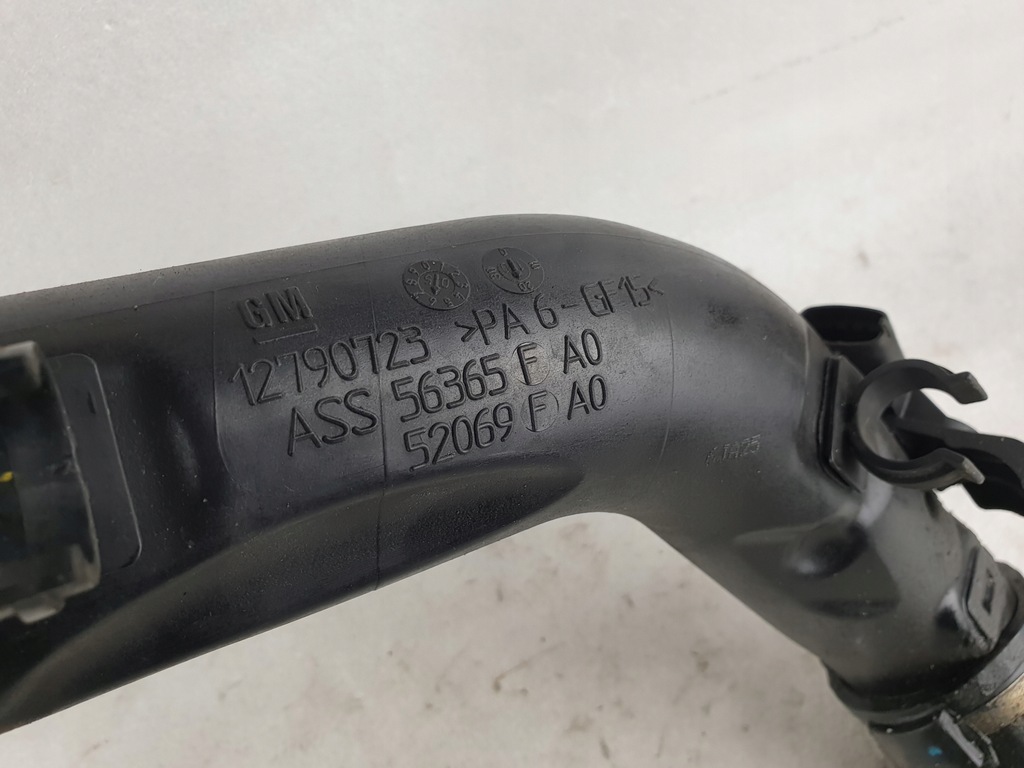 GM
12790723 >PA 6-GF15<
ASS 56365 F A0
52069 F A0